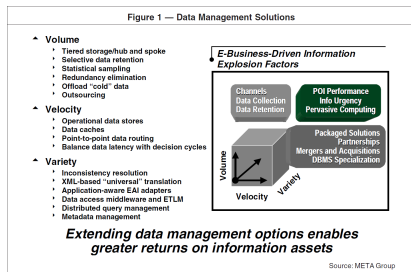 Figure 1 — Data Management Solutions
Volume
Tiered storage/hub and spoke
Selective data retention
Statistical sampling
Redundancy elimination
Offload “cold” data
Outsourcing
Velocity
Operational data stores
Data caches
Point-to-point data routing
Balance data latency with decision cycles
Variety
Inconsistency resolution
XML-based “universal” translation
Application-aware EAI adapters
Data access middleware and ETLM
Distributed query management
Metadata management
E-Business-Driven Information
Explosion Factors
Channels
Data Collection
Data Retention
POI Performance
Info Urgency
Pervasive Computing
Packaged Solutions
Partnerships
Mergers and Acquisitions
DBMS Specialization
Volume
Velocity
Variety
Extending data management options enables
greater returns on information assets
Source: META Group